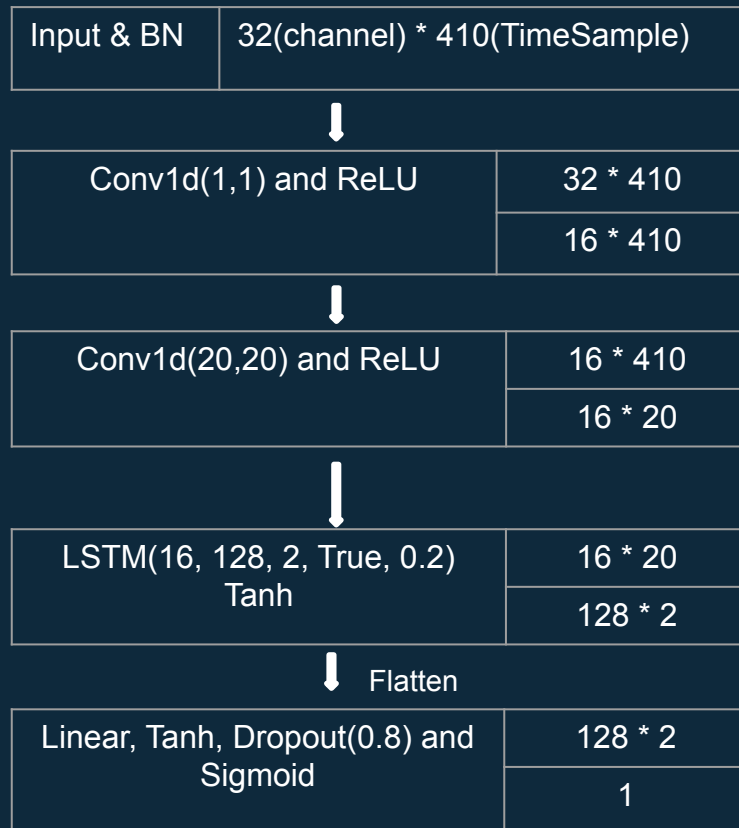 Input & BN
32(channel) * 410(TimeSample)
Conv1d(1,1) and ReLU
32 * 410
16 * 410
Conv1d(20,20) and ReLU
16 * 410
16 * 20
LSTM(16, 128, 2, True, 0.2)
Tanh
16 * 20
128 * 2
Flatten
Linear, Tanh, Dropout(0.8) and
Sigmoid
128 * 2
1